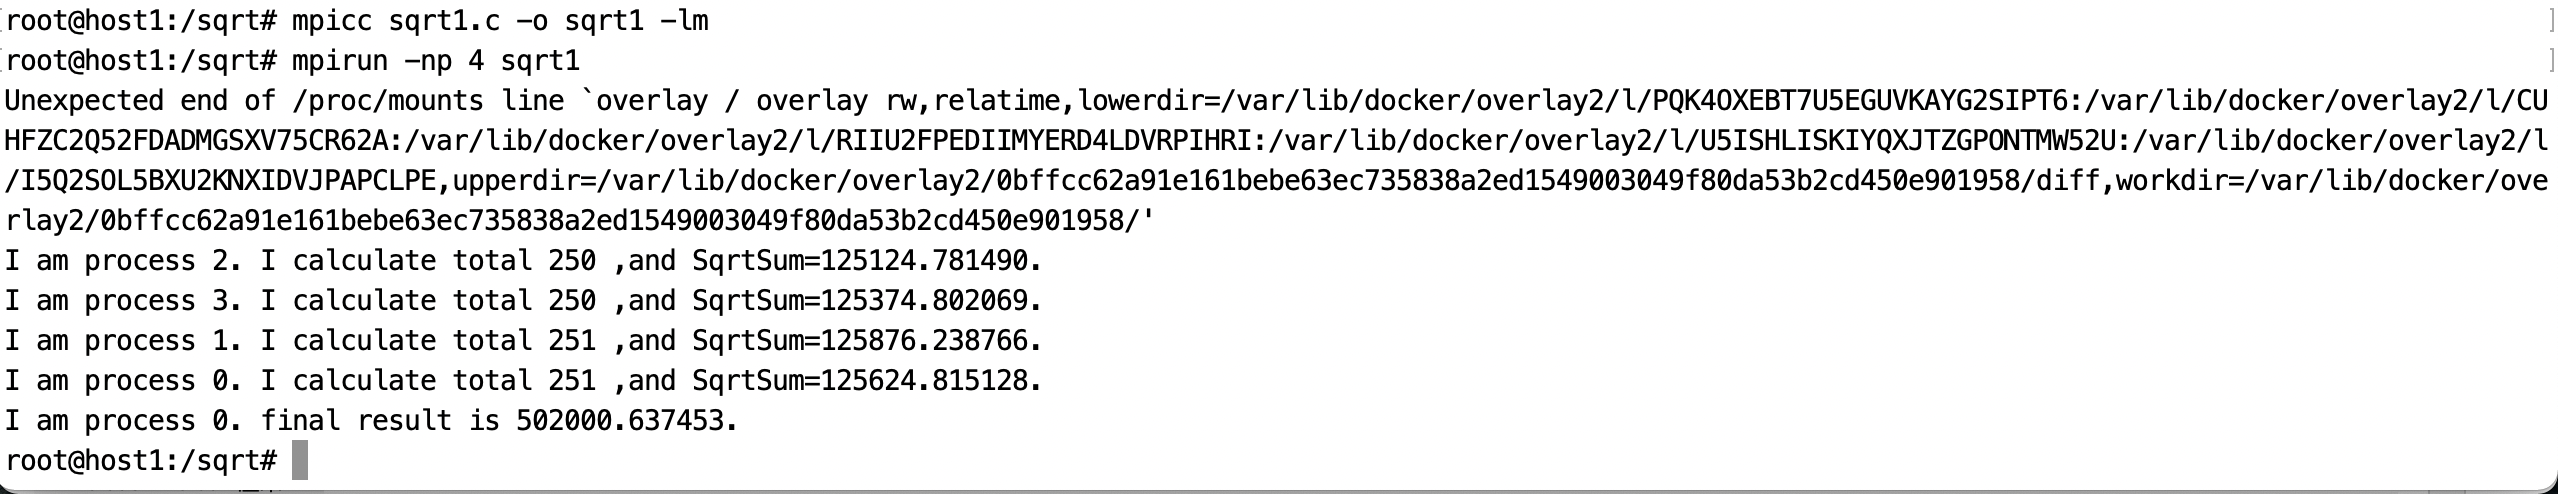 root@host1:/sqrt# mpicc sqrt1.c -o sqrt1 -lm
root@host1:/sqrt# mpirun -np 4 sqrt1
Unexpected end of /proc/mounts line `overlay / overlay rw,relatime,lowerdir=/var/lib/docker/overlay2/l/PQK4OXEBT7U5EGUVKAYG2SIPT6:/var/lib/docker/overlay2/l/CU
HFZC2Q52FDADMGSXV75CR62A:/var/lib/docker/overlay2/l/RIIU2FPEDIIMYERD4LDVRPIHRI:/var/lib/docker/overlay2/l/U5ISHLISKIYQXJTZGPONTMW52U:/var/lib/docker/overlay2/l
/I5Q2SOL5BXU2KNXIDVJPAPCLPE,upperdir=/var/lib/docker/overlay2/0bffcc62a91e161bebe63ec735838a2ed1549003049f80da53b2cd450e901958/diff,workdir=/var/lib/docker/ove
rlay2/0bffcc62a91e161bebe63ec735838a2ed1549003049f80da53b2cd450e901958/'
I am process 2. I calculate total 250 ,and SqrtSum=125124.781490.
I am process 3. I calculate total 250 ,and SqrtSum=125374.802069.
I am process 1. I calculate total 251 ,and SqrtSum=125876.238766.
I am process 0. I calculate total 251 ,and SqrtSum=125624.815128.
I am process 0. final result is 502000.637453.
root@host1:/sqrt#